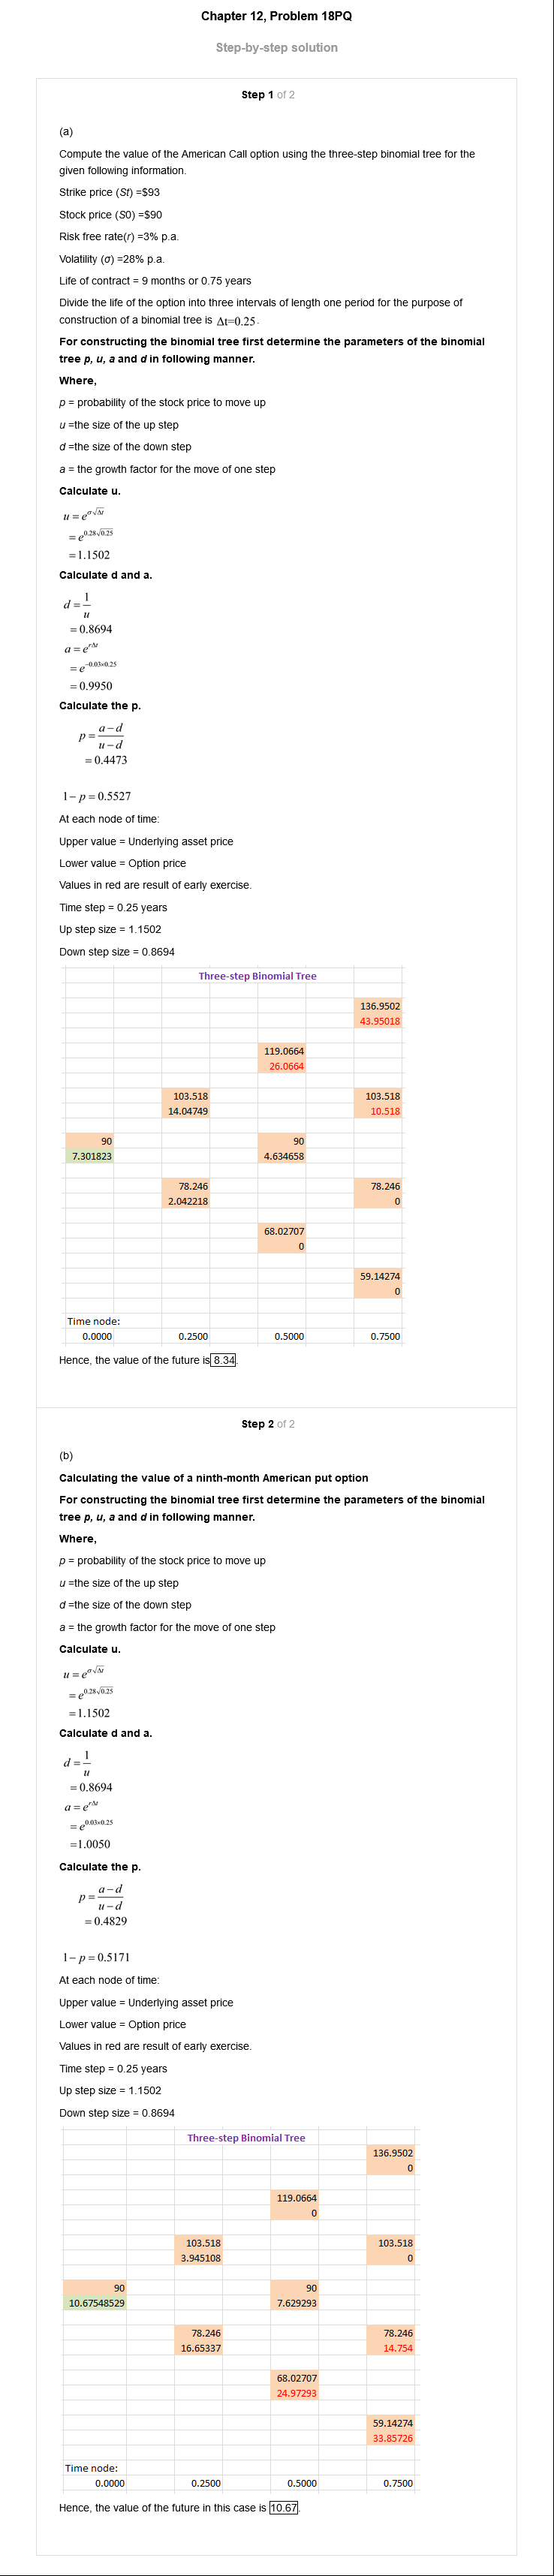 Chapter 12, Problem 18PQ
Step-by-step solution
Step 1 of 2
(a)
Compute the value of the American Call option using the three-step binomial tree for the
given following information.
Strike price (St) =$93
Stock price (S0) =$90
Risk free rate(r) =3% p.a.
Volatility (σ) =28% p.a.
Life of contract = 9 months or 0.75 years
Divide the life of the option into three intervals of length one period for the purpose of
construction of a binomial tree is Δt=0.25.
For constructing the binomial tree first determine the parameters of the binomial
tree p, u, a and d in following manner.
Where,
p = probability of the stock price to move up
u =the size of the up step
d =the size of the down step
a = the growth factor for the move of one step
Calculate u.
u = e^{σ√Δt}
= e^{0.28√0.25}
= 1.1502
Calculate d and a.
d = 1/u
= 0.8694
a = e^{rΔt}
= e^{-0.03×0.25}
= 0.9950
Calculate the p.
p = (a−d)/(u−d)
= 0.4473
1− p = 0.5527
At each node of time:
Upper value = Underlying asset price
Lower value = Option price
Values in red are result of early exercise.
Time step = 0.25 years
Up step size = 1.1502
Down step size = 0.8694
Three-step Binomial Tree
136.9502
43.95018
119.0664
26.0664
103.518 103.518
14.04749 10.518
90 90
7.301823 4.634658
78.246 78.246
2.042218 0
68.02707
0
59.14274
0
Time node:
0.0000 0.2500 0.5000 0.7500
Hence, the value of the future is 8.34.
Step 2 of 2
(b)
Calculating the value of a ninth-month American put option
For constructing the binomial tree first determine the parameters of the binomial
tree p, u, a and d in following manner.
Where,
p = probability of the stock price to move up
u =the size of the up step
d =the size of the down step
a = the growth factor for the move of one step
Calculate u.
u = e^{σ√Δt}
= e^{0.28√0.25}
= 1.1502
Calculate d and a.
d = 1/u
= 0.8694
a = e^{rΔt}
= e^{0.03×0.25}
=1.0050
Calculate the p.
p = (a−d)/(u−d)
= 0.4829
1− p = 0.5171
At each node of time:
Upper value = Underlying asset price
Lower value = Option price
Values in red are result of early exercise.
Time step = 0.25 years
Up step size = 1.1502
Down step size = 0.8694
Three-step Binomial Tree
136.9502
0
119.0664
0
103.518 103.518
3.945108 0
90 90
10.67548529 7.629293
78.246 78.246
16.65337 14.754
68.02707
24.97293
59.14274
33.85726
Time node:
0.0000 0.2500 0.5000 0.7500
Hence, the value of the future in this case is 10.67.